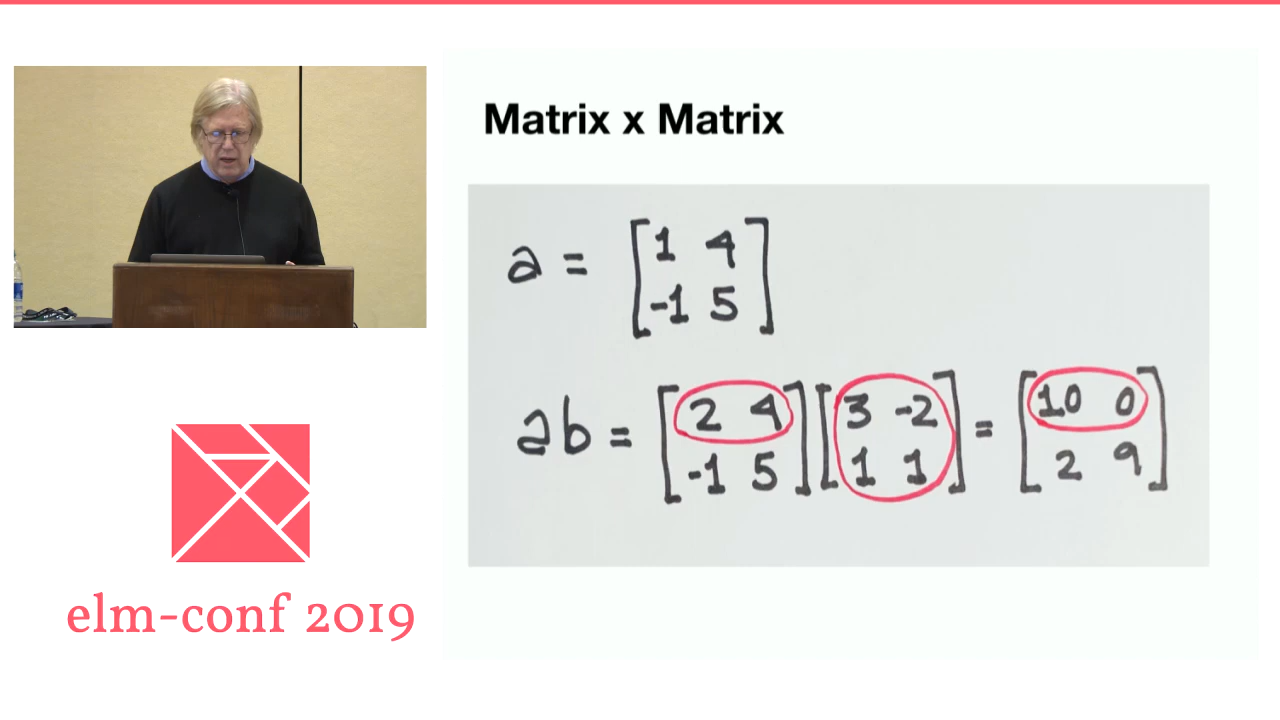 Matrix x Matrix
a = [1 4
-1 5]
ab = [2 4
-1 5] [3 -2
1 1] = [10 0
2 9]
elm-conf 2019